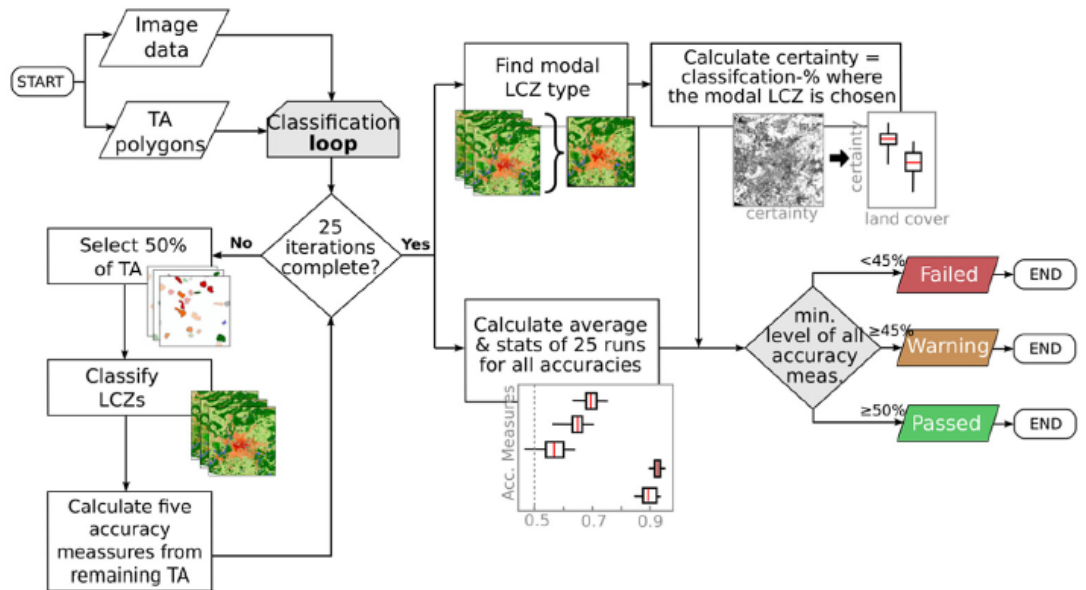 START
Image
data
TA
polygons
Classification
loop
25
iterations
complete?
No
Yes
Select 50%
of TA
Classify
LCZs
Calculate five
accuracy
meassures from
remaining TA
Find modal
LCZ type
Calculate certainty =
classifcation-% where
the modal LCZ is chosen
certainty
certainty
land cover
Calculate average
& stats of 25 runs
for all accuracies
Acc. Measures
0.5
0.7
0.9
min.
level of all
accuracy
meas.
<45%
Failed
END
≥45%
Warning
END
≥50%
Passed
END